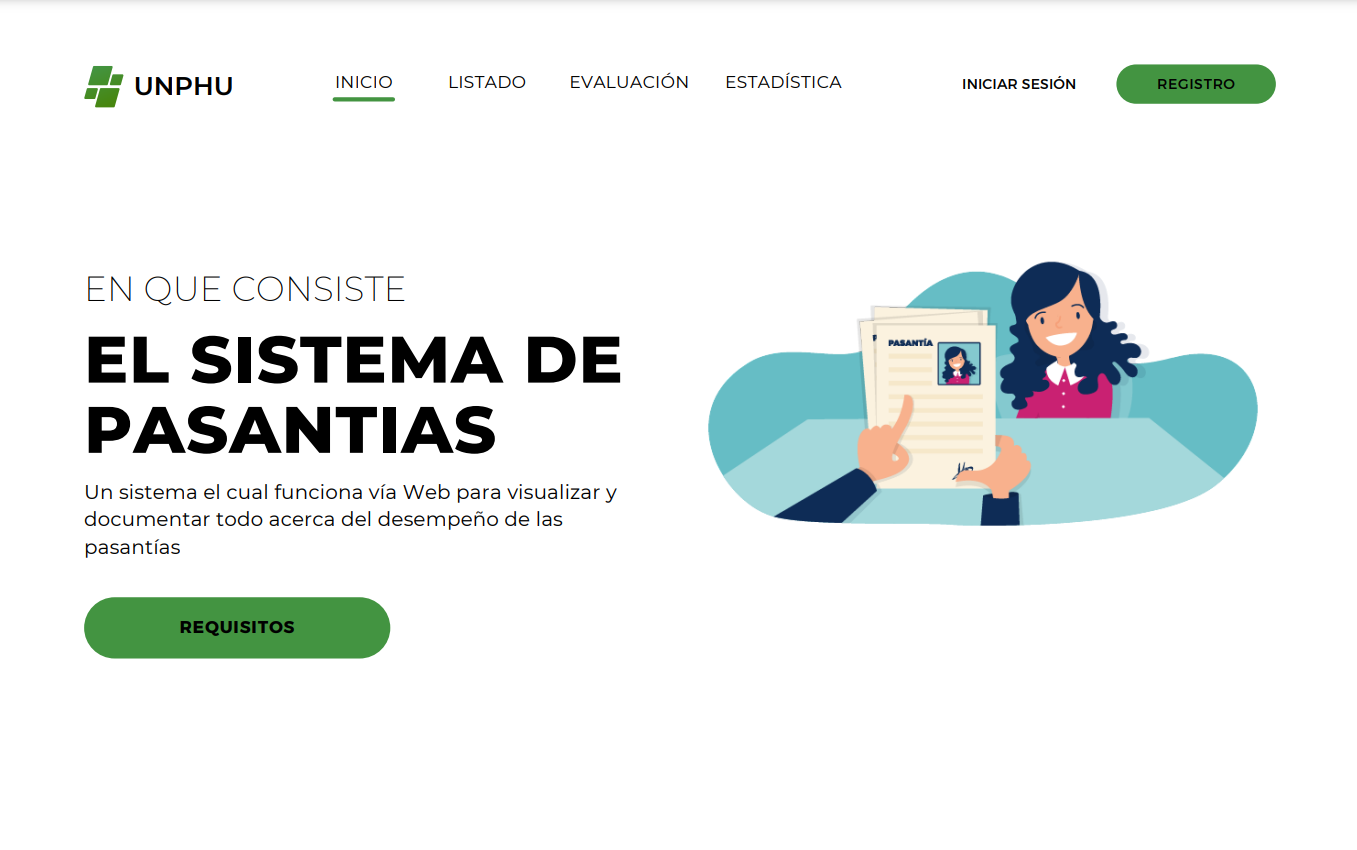 UNPHU
INICIO
LISTADO
EVALUACIÓN
ESTADÍSTICA
INICIAR SESIÓN
REGISTRO
EN QUE CONSISTE
EL SISTEMA DE
PASANTIAS
Un sistema el cual funciona vía Web para visualizar y
documentar todo acerca del desempeño de las
pasantías
REQUISITOS
PASANTÍA